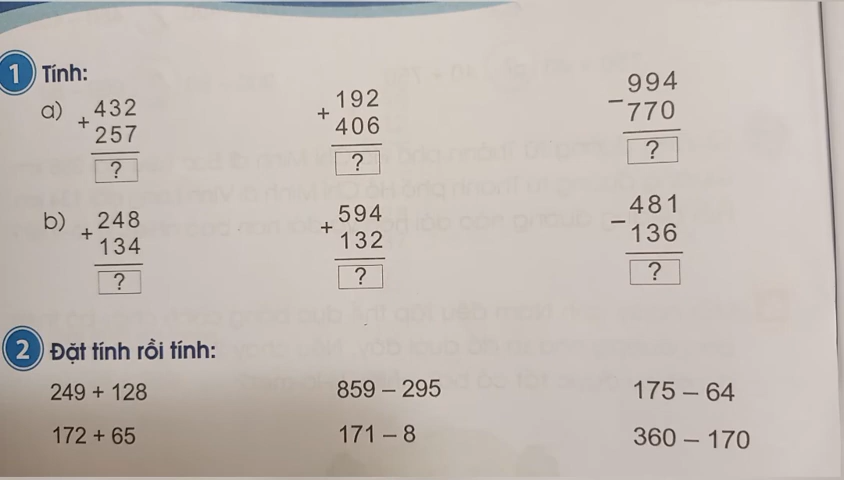 1 Tính:
a) + 432 + 192 − 994
257 406 770
? ? ?
b) + 248 + 594 − 481
134 132 136
? ? ?
2 Đặt tính rồi tính:
249 + 128 859 − 295 175 − 64
172 + 65 171 − 8 360 − 170